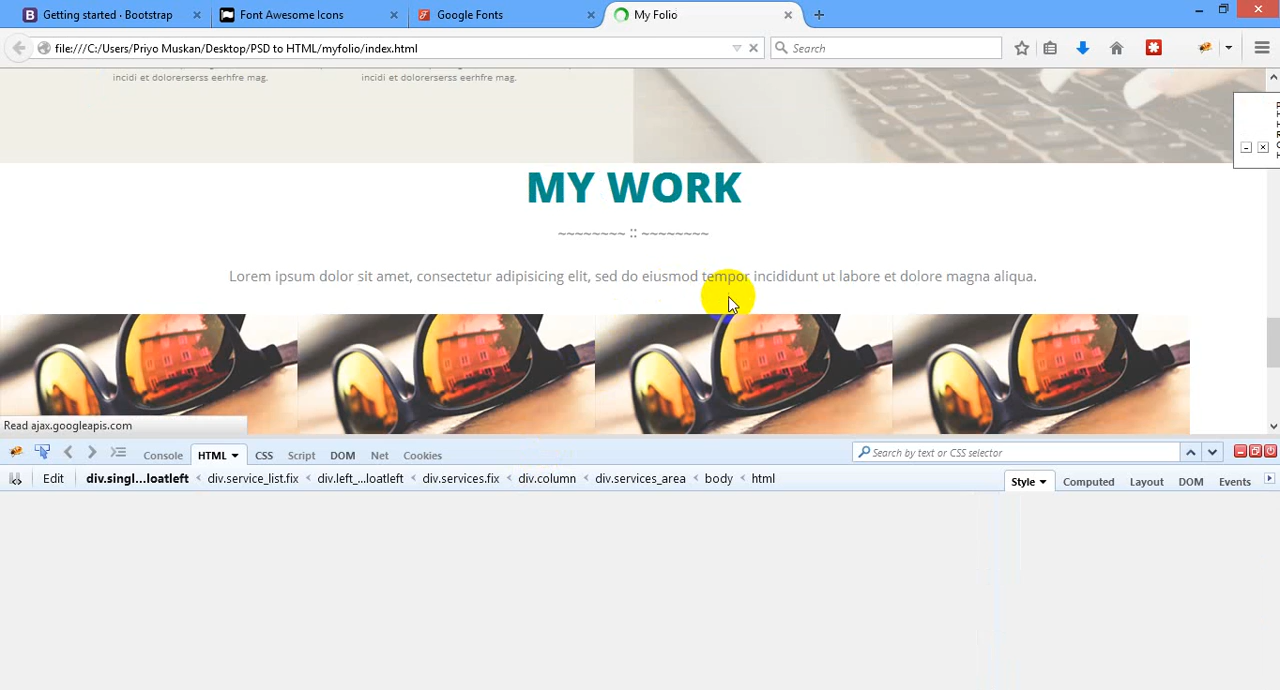 Getting started · Bootstrap
Font Awesome Icons
Google Fonts
My Folio
file:///C:/Users/Priyo Muskan/Desktop/PSD to HTML/myfolio/index.html
Search
incidi et dolorerserss eerhfre mag.
incidi et dolorerserss eerhfre mag.
MY WORK
~~~~~~~~ :: ~~~~~~~~
Lorem ipsum dolor sit amet, consectetur adipisicing elit, sed do eiusmod tempor incididunt ut labore et dolore magna aliqua.
Read ajax.googleapis.com
Console
HTML
CSS
Script
DOM
Net
Cookies
Search by text or CSS selector
Edit
div.singl...loatleft < div.service_list.fix < div.left_...loatleft < div.services.fix < div.column < div.services_area < body < html
Style
Computed
Layout
DOM
Events